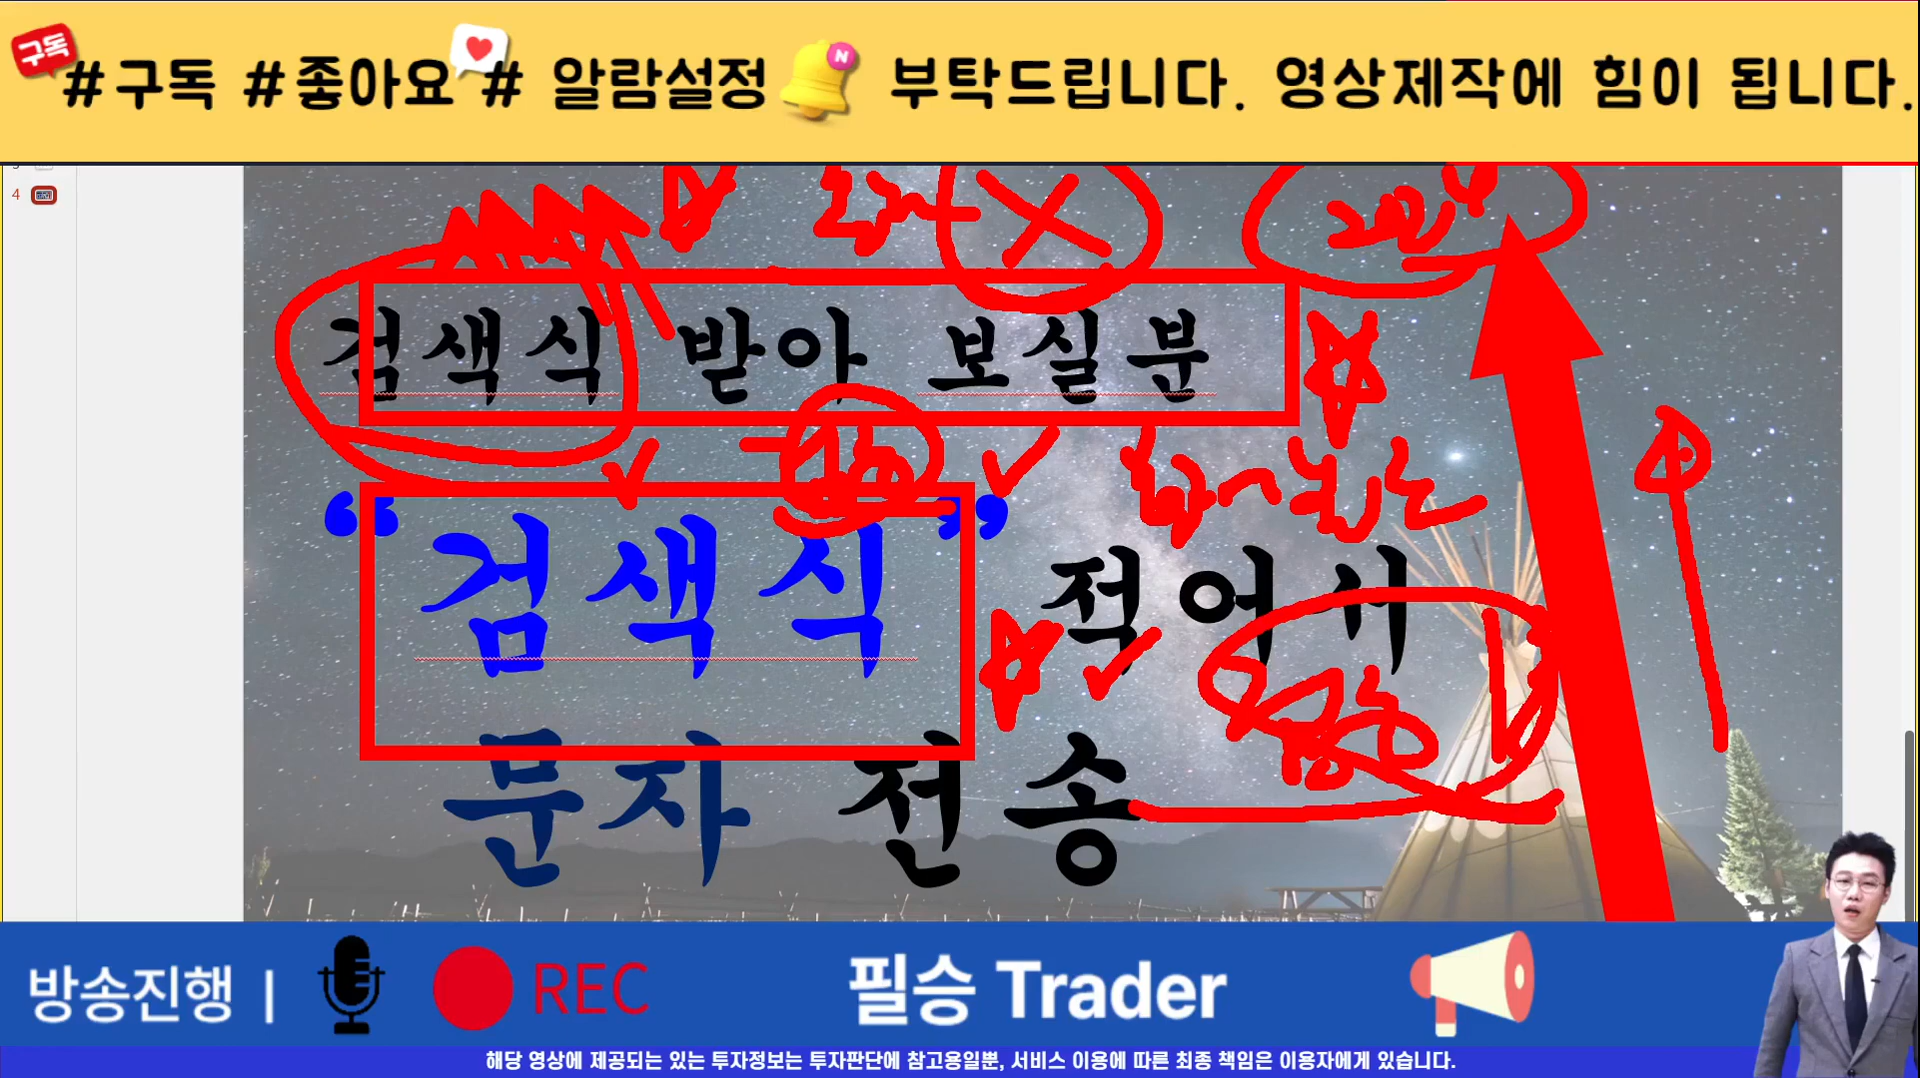 구독
#구독 #좋아요 # 알람설정 N 부탁드립니다. 영상제작에 힘이 됩니다.
4
검색식 받아 보실분
“검색식” 적어서
문자 전송
방송진행 | REC 필승 Trader
해당 영상에 제공되는 있는 투자정보는 투자판단에 참고용일뿐, 서비스 이용에 따른 최종 책임은 이용자에게 있습니다.